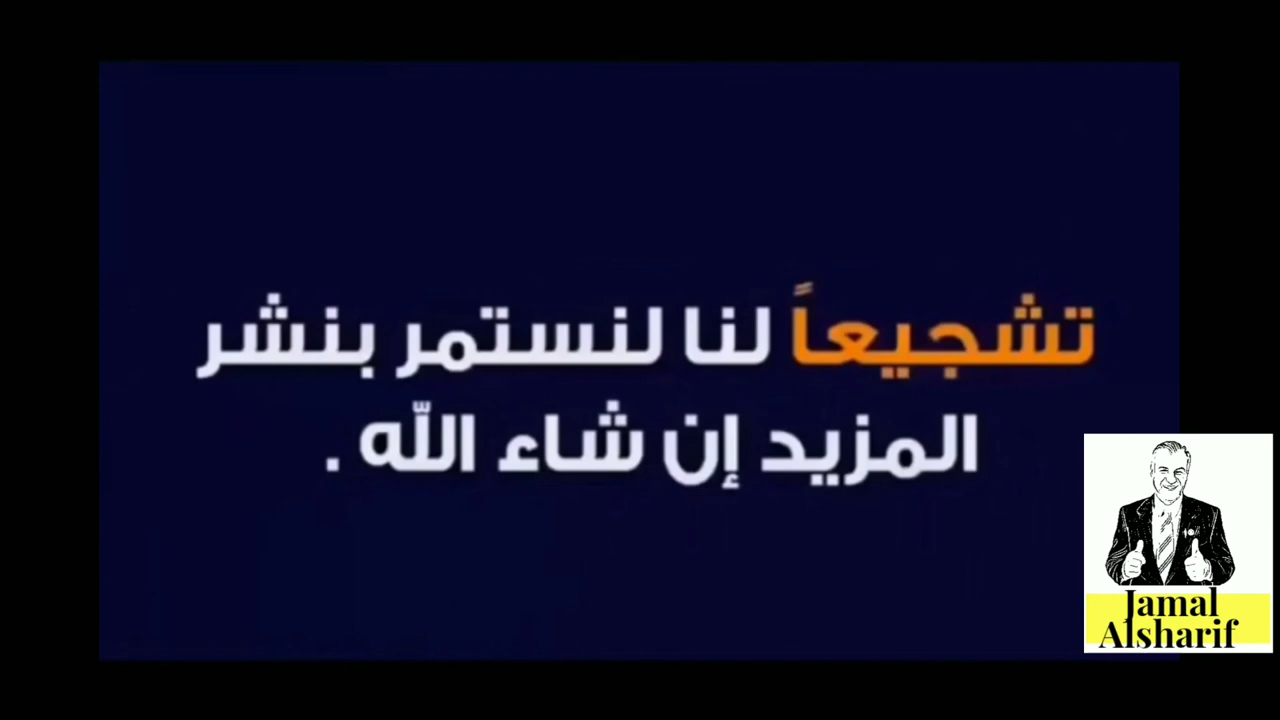 تشجيعاً لنا لنستمر بنشر
المزيد إن شاء الله .
Jamal
Alsharif